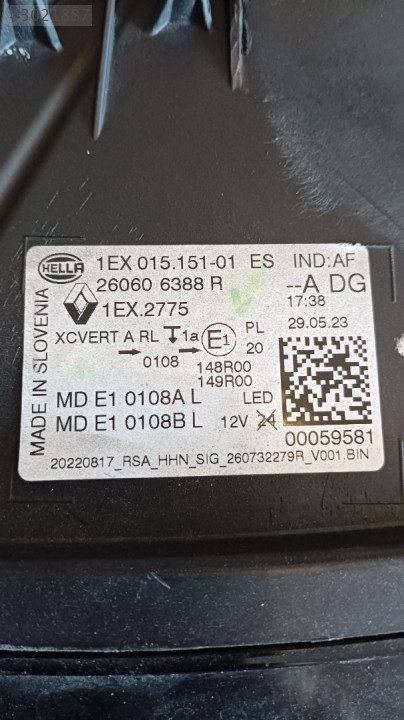 HELLA
1EX 015.151-01 ES IND:AF
26060 6388 R --A DG
1EX.2775 17:38
29.05.23
XCVERT A RL 1a E1 PL
0108 20
148R00
149R00
MD E1 0108A L LED
MD E1 0108B L 12V 24
00059581
20220817_RSA_HHN_SIG_260732279R_V001.BIN
MADE IN SLOVENIA